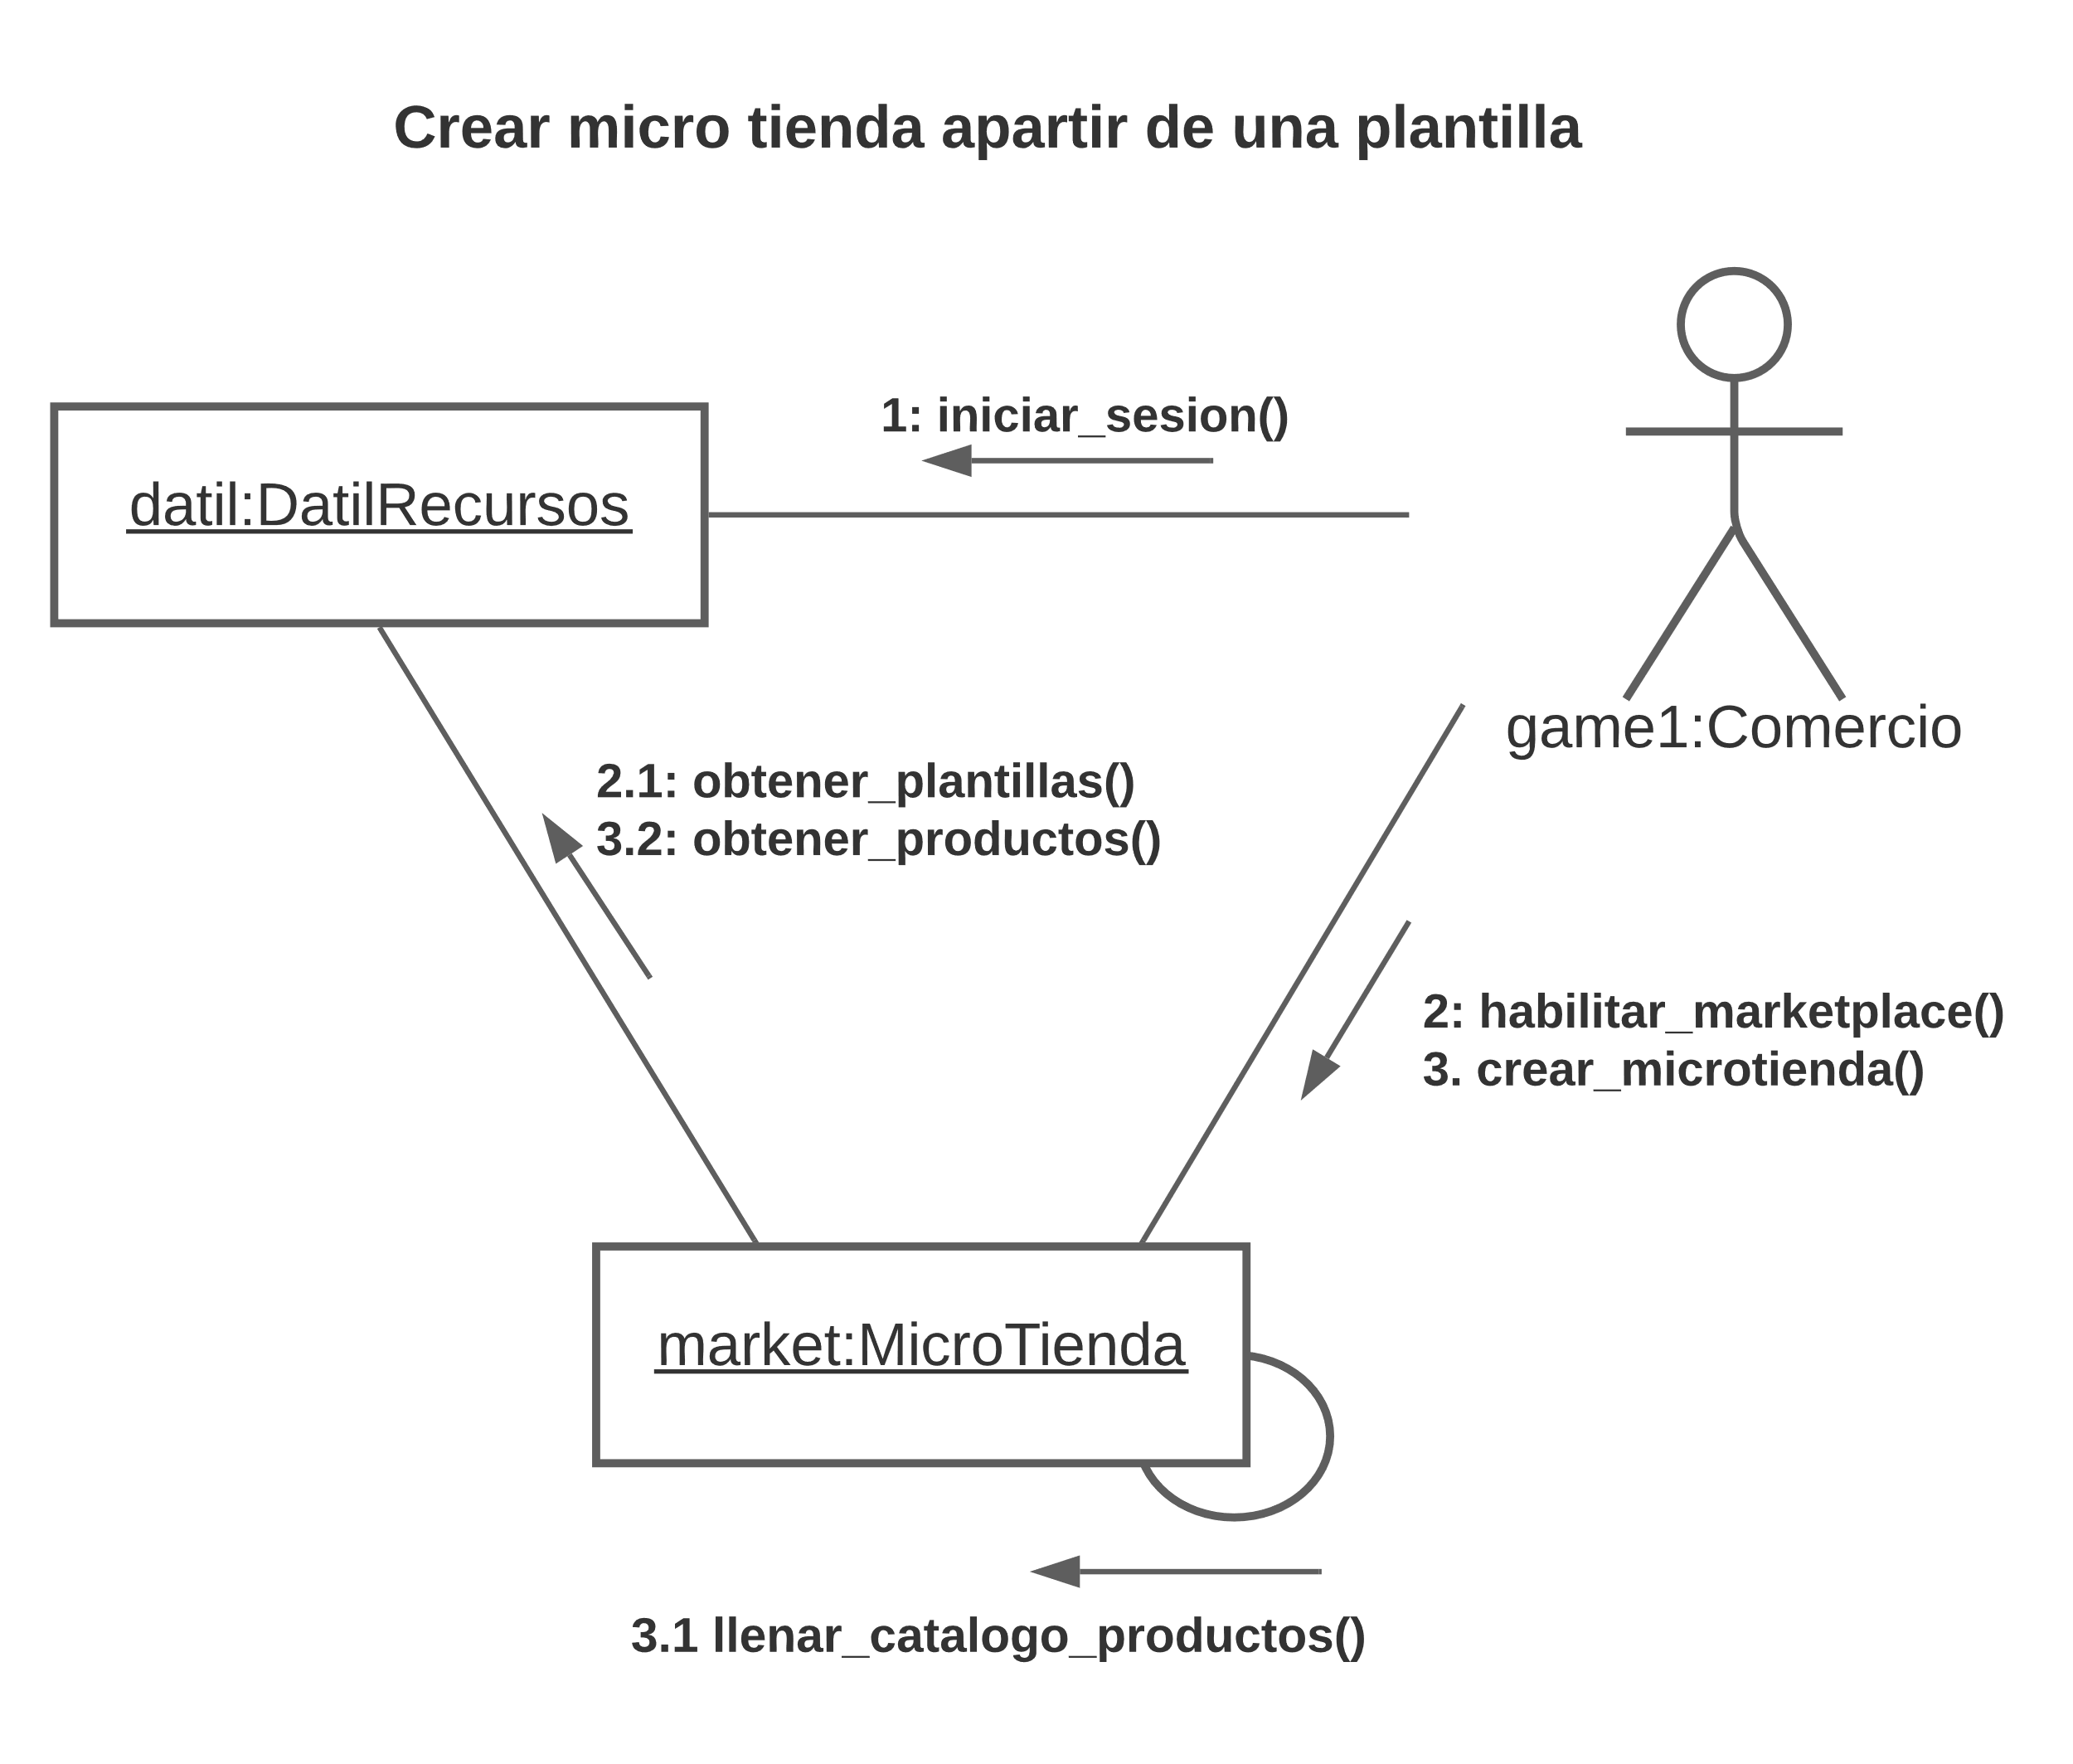 Crear micro tienda apartir de una plantilla
1: iniciar_sesion()
datil:DatilRecursos
game1:Comercio
2.1: obtener_plantillas()
3.2: obtener_productos()
2: habilitar_marketplace()
3. crear_microtienda()
market:MicroTienda
3.1 llenar_catalogo_productos()